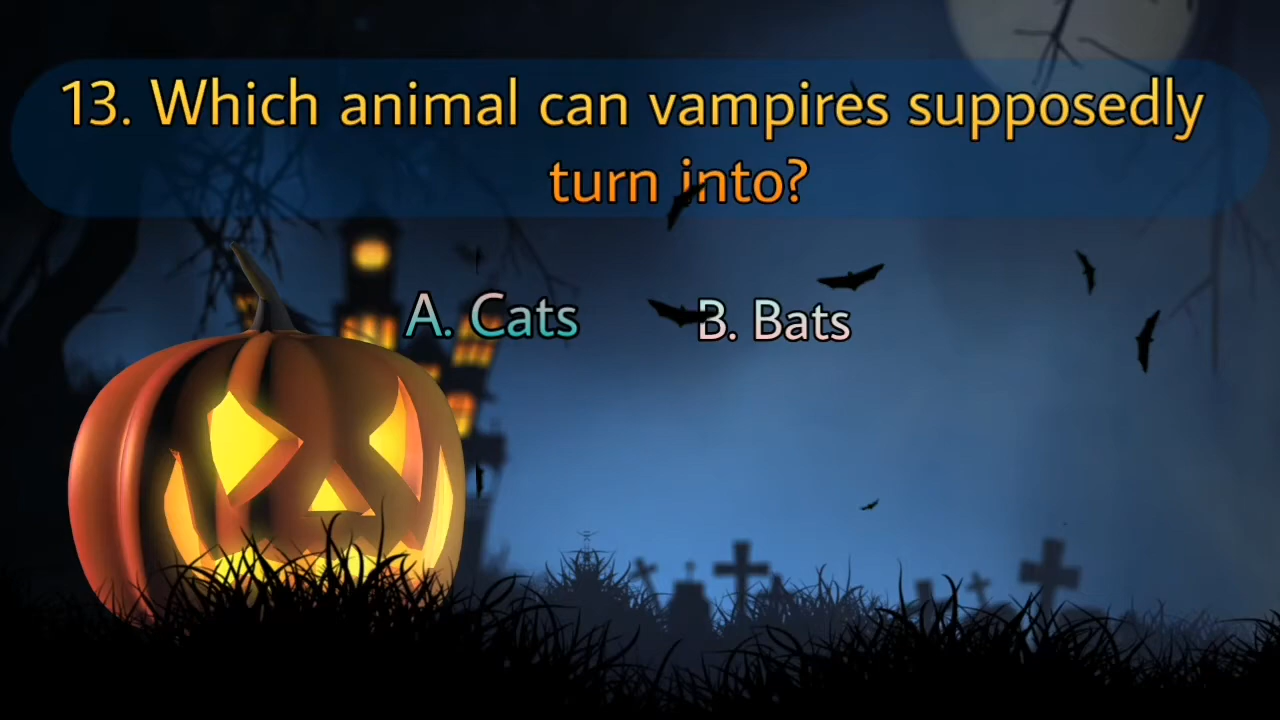 13. Which animal can vampires supposedly
turn into?
A. Cats B. Bats